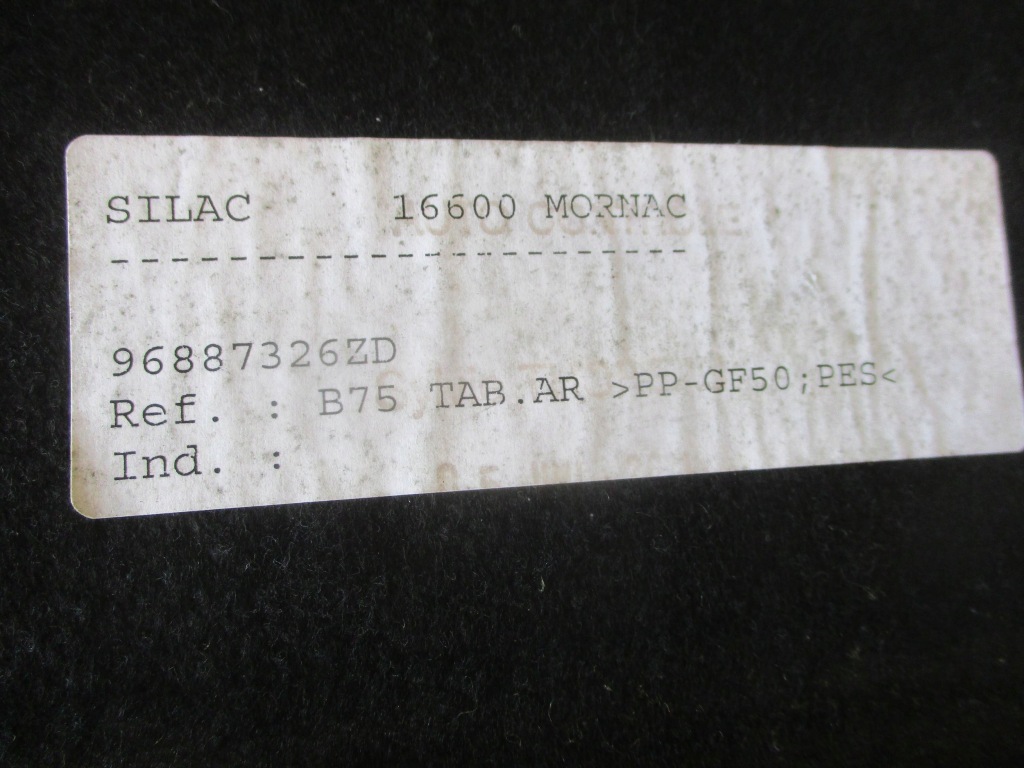 SILAC 16600 MORNAC
-----------------------
96887326ZD
Ref. : B75 TAB.AR >PP-GF50;PES<
Ind. :